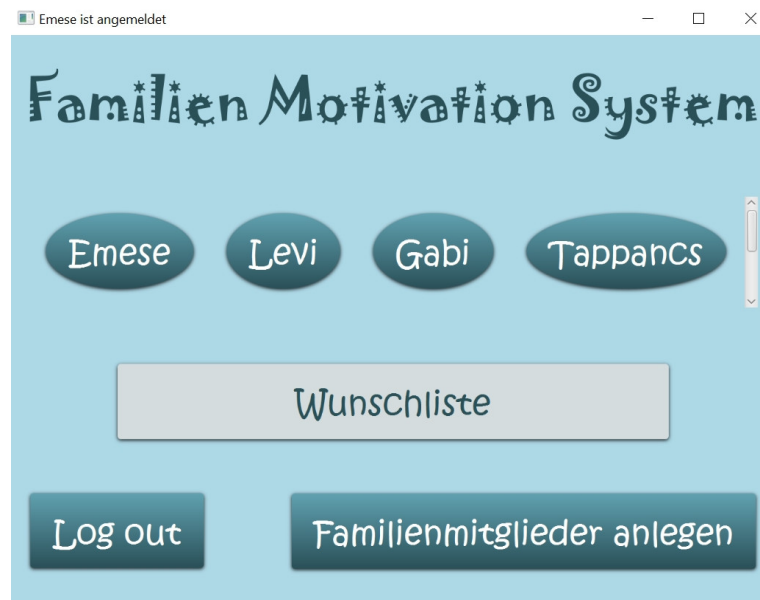 Emese ist angemeldet
Familien Motivation System
Emese Levi Gabi Tappancs
Wunschliste
Log out Familienmitglieder anlegen